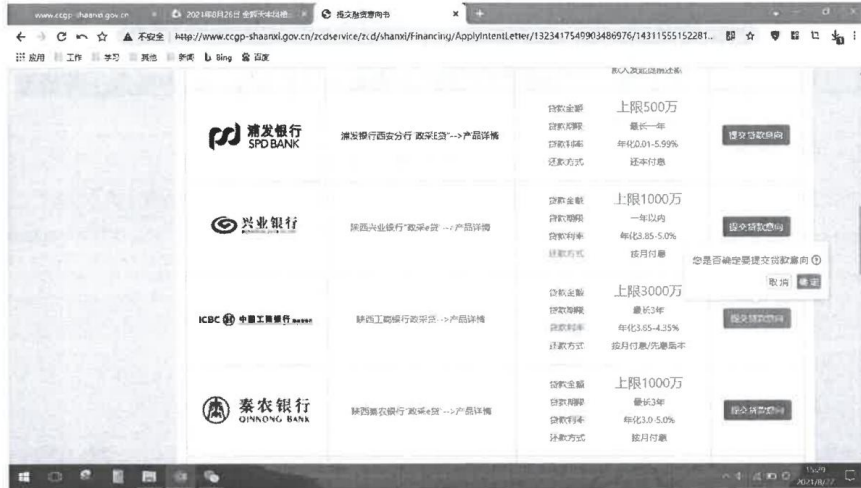 www.ccgp-shaanxi.gov.cn
提交融资意向书
不安全 http://www.ccgp-shaanxi.gov.cn/zcdservice/zcd/shanxi/Financing/ApplyIntentLetter/1323417549903486976/14311555152281...
应用 工作 学习 其他 新闻 Bing 百度
浦发银行
SPD BANK
浦发银行西安分行"政采E贷"-->产品详情
贷款金额 上限500万
贷款期限 最长一年
贷款利率 年化0.01-5.99%
还款方式 还本付息
提交贷款意向
兴业银行
陕西兴业银行"政采e贷"-->产品详情
贷款金额 上限1000万
贷款期限 一年以内
贷款利率 年化3.85-5.0%
还款方式 按月付息
提交贷款意向
您是否确定要提交贷款意向
取消 确定
ICBC 中国工商银行
陕西工商银行政采贷-->产品详情
贷款金额 上限3000万
贷款期限 最长3年
贷款利率 年化3.65-4.35%
还款方式 按月付息/先息后本
提交贷款意向
秦农银行
QINNONG BANK
陕西秦农银行"政采e贷"-->产品详情
贷款金额 上限1000万
贷款期限 最长3年
贷款利率 年化3.0-5.0%
还款方式 按月付息
提交贷款意向
15:29
2021/8/27